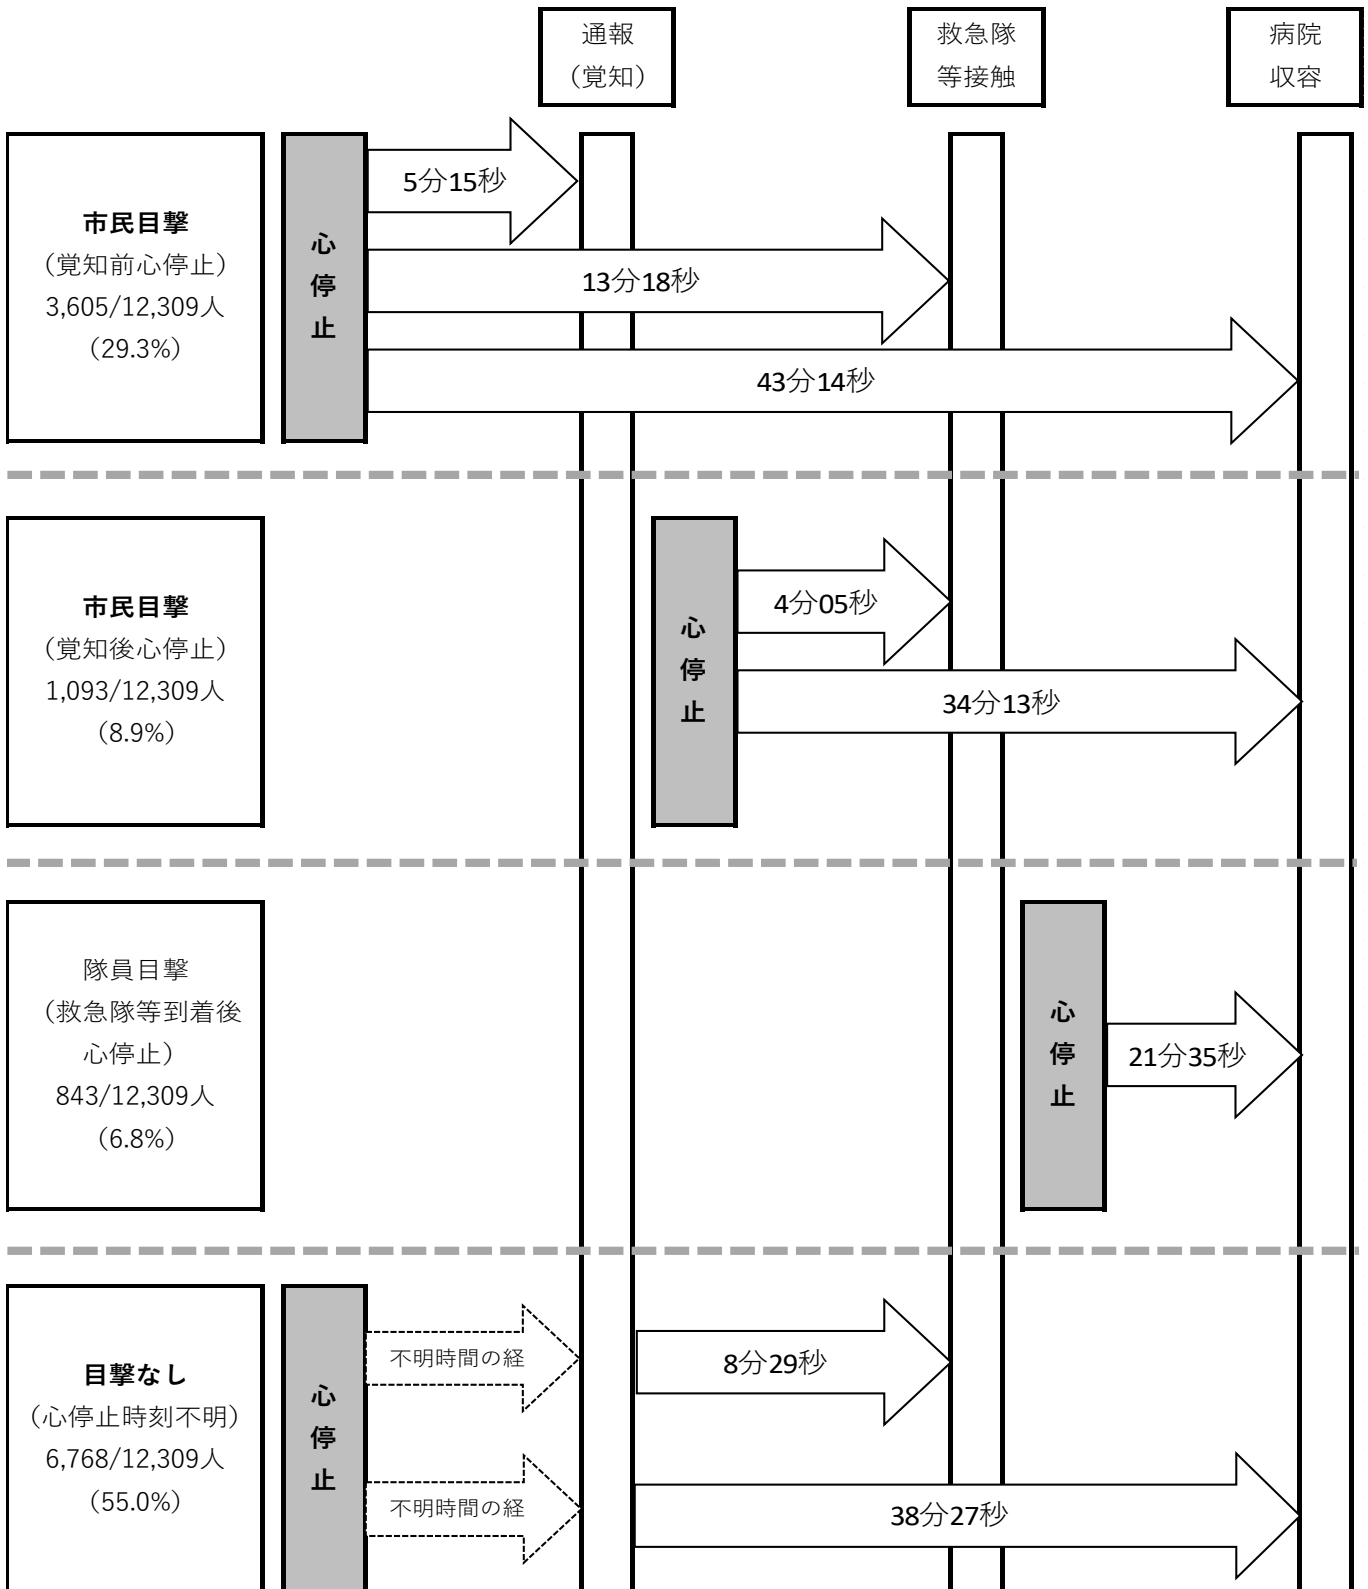 通報
（覚知）
救急隊
等接触
病院
収容
市民目撃
（覚知前心停止）
3,605/12,309人
（29.3%）
心
停
止
5分15秒
13分18秒
43分14秒
市民目撃
（覚知後心停止）
1,093/12,309人
（8.9%）
心
停
止
4分05秒
34分13秒
隊員目撃
（救急隊等到着後
心停止）
843/12,309人
（6.8%）
心
停
止
21分35秒
目撃なし
（心停止時刻不明）
6,768/12,309人
（55.0%）
心
停
止
不明時間の経
8分29秒
不明時間の経
38分27秒